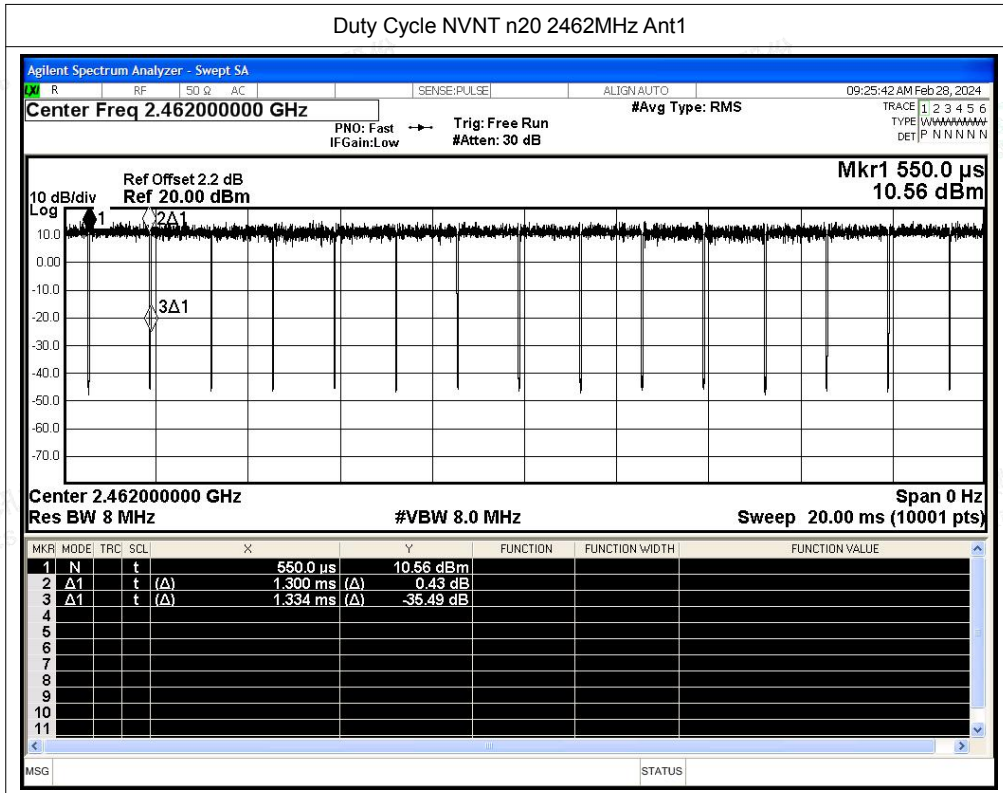 Duty Cycle NVNT n20 2462MHz Ant1
Agilent Spectrum Analyzer - Swept SA
LXI R RF 50 Ω AC SENSE:PULSE ALIGN AUTO 09:25:42 AM Feb 28, 2024
Center Freq 2.462000000 GHz #Avg Type: RMS TRACE 1 2 3 4 5 6
PNO: Fast Trig: Free Run TYPE WWWWWW
IFGain:Low #Atten: 30 dB DET P N N N N N
Mkr1 550.0 µs
Ref Offset 2.2 dB
10 dB/div Ref 20.00 dBm 10.56 dBm
Log
1 2Δ1
10.0
0.00
-10.0
3Δ1
-20.0
-30.0
-40.0
-50.0
-60.0
-70.0
Center 2.462000000 GHz Span 0 Hz
Res BW 8 MHz #VBW 8.0 MHz Sweep 20.00 ms (10001 pts)
MKR MODE TRC SCL X Y FUNCTION FUNCTION WIDTH FUNCTION VALUE
1 N t 550.0 µs 10.56 dBm
2 Δ1 t (Δ) 1.300 ms (Δ) 0.43 dB
3 Δ1 t (Δ) 1.334 ms (Δ) -35.49 dB
4
5
6
7
8
9
10
11
MSG STATUS